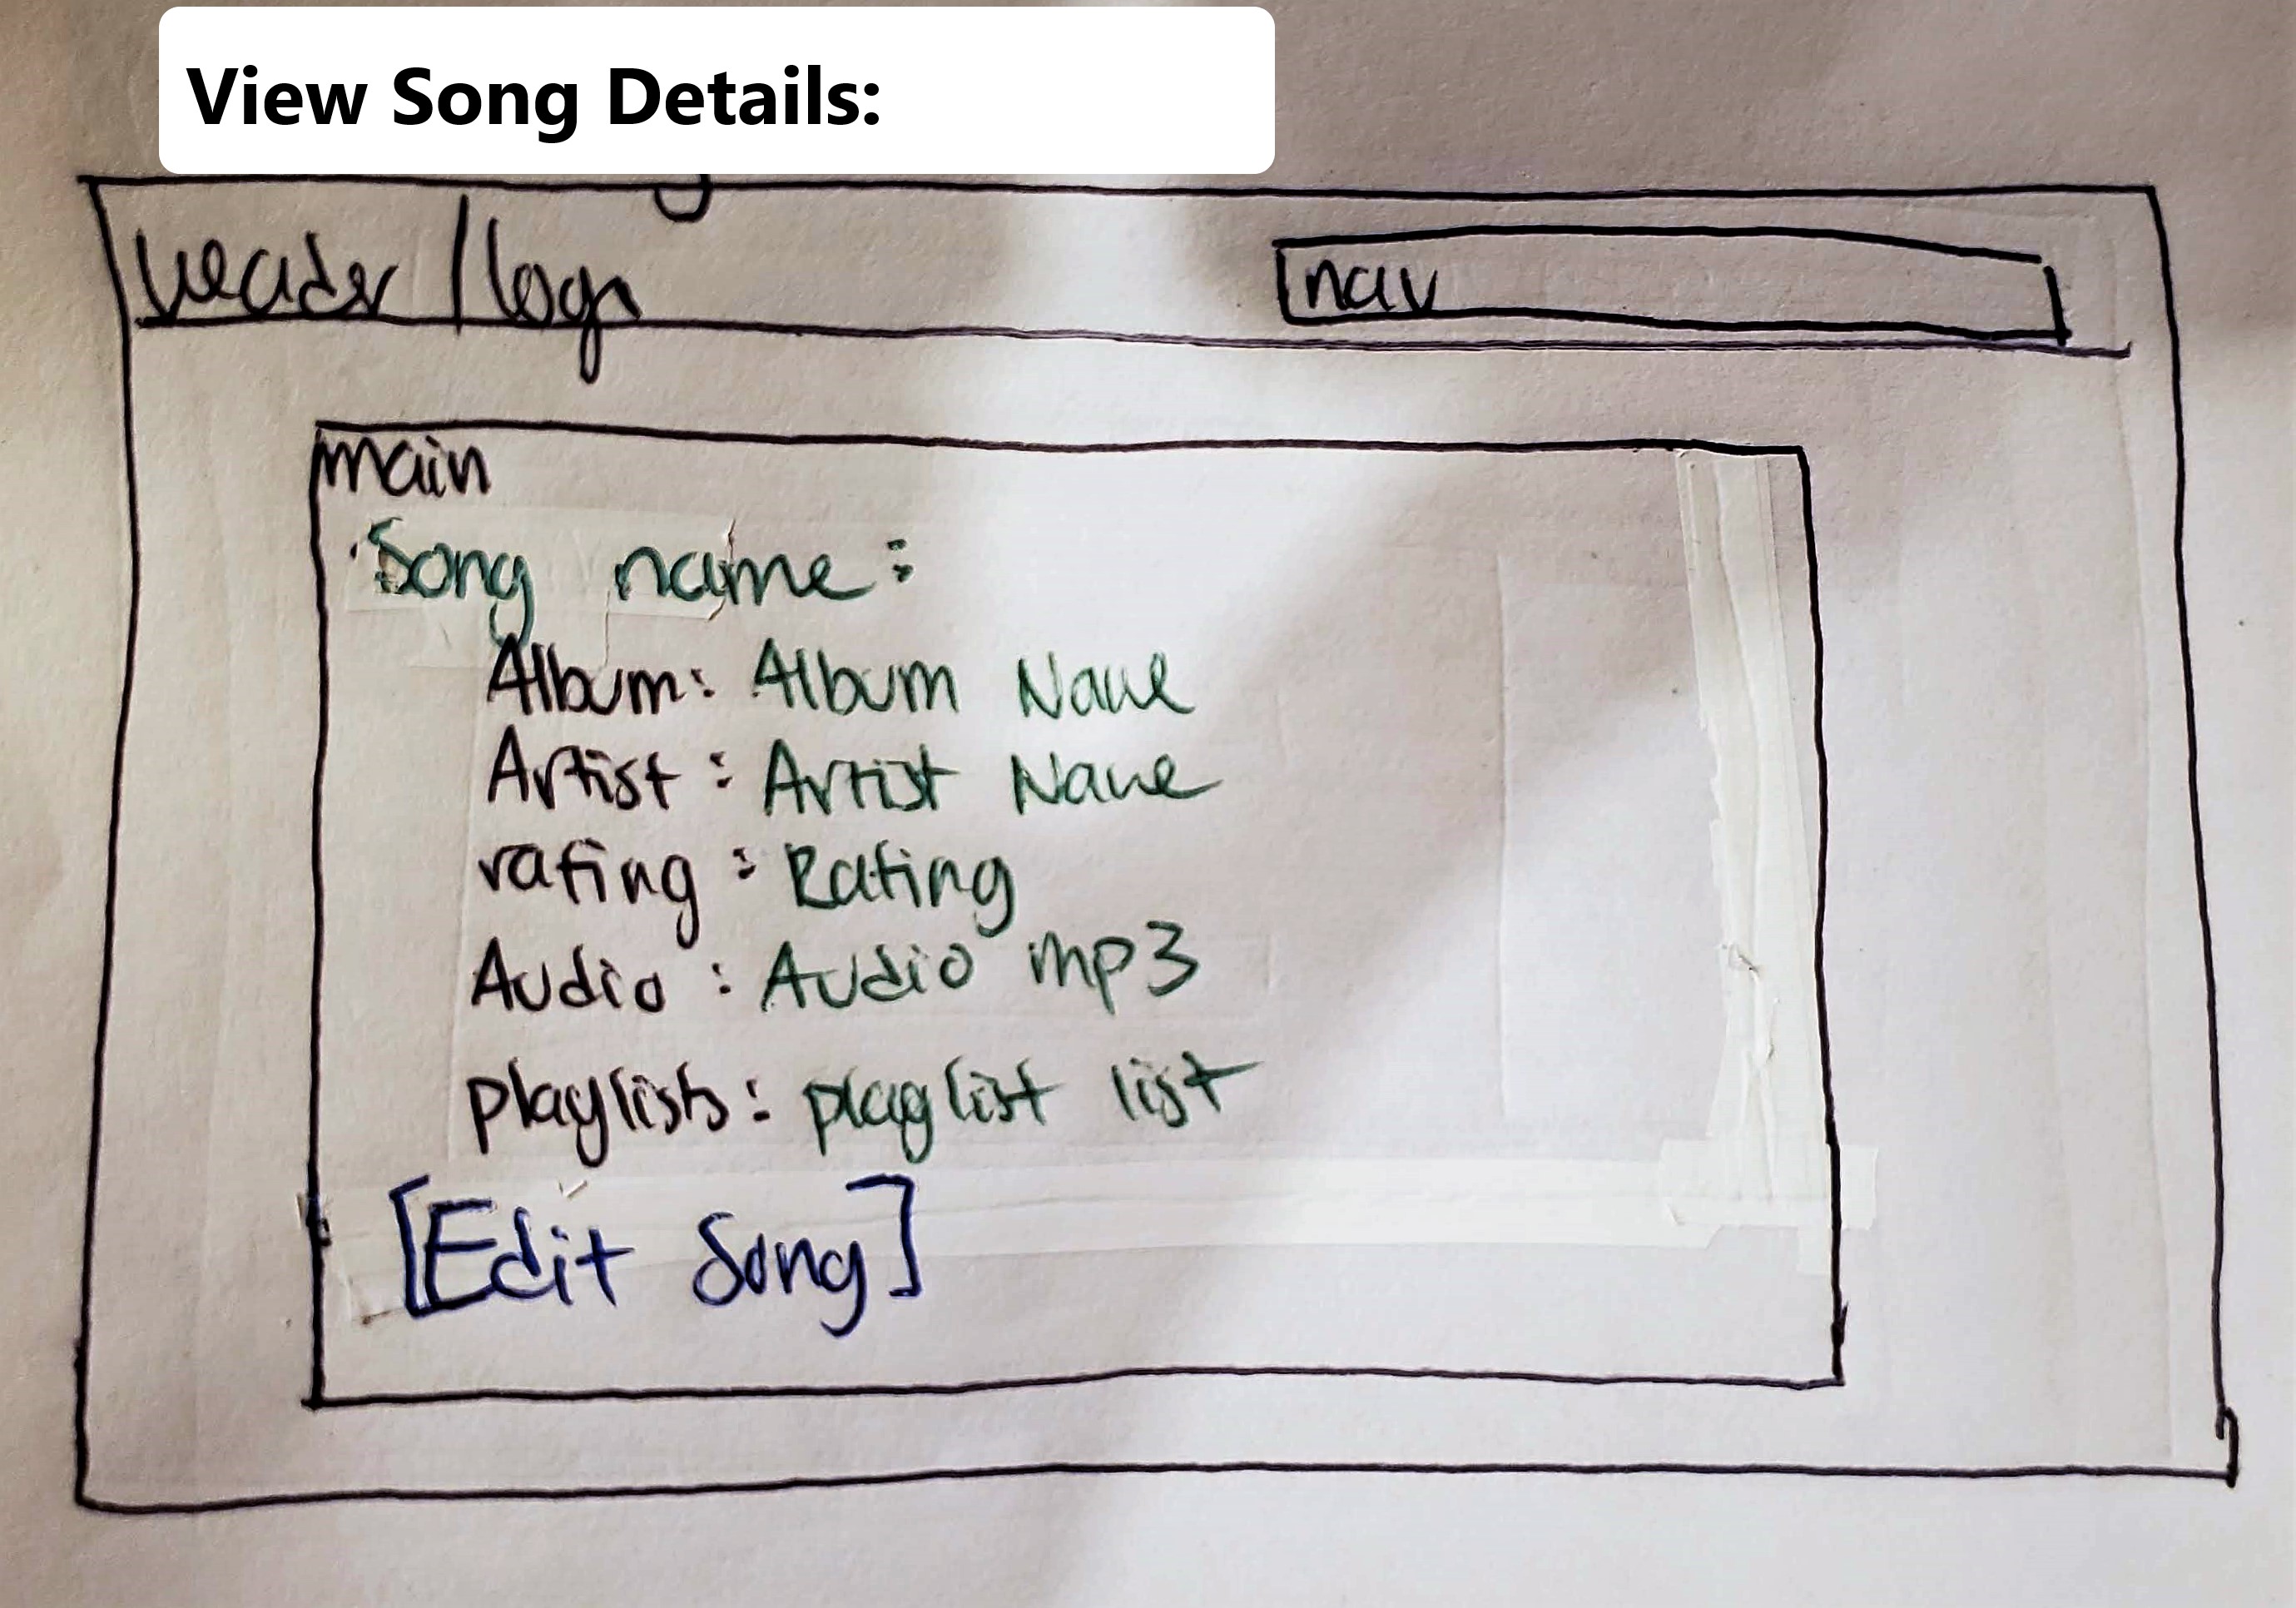 View Song Details:
header | logo
nav
main
Song name:
Album: Album Name
Artist: Artist Name
rating: Rating
Audio: Audio mp3
playlists: playlist list
[Edit Song]